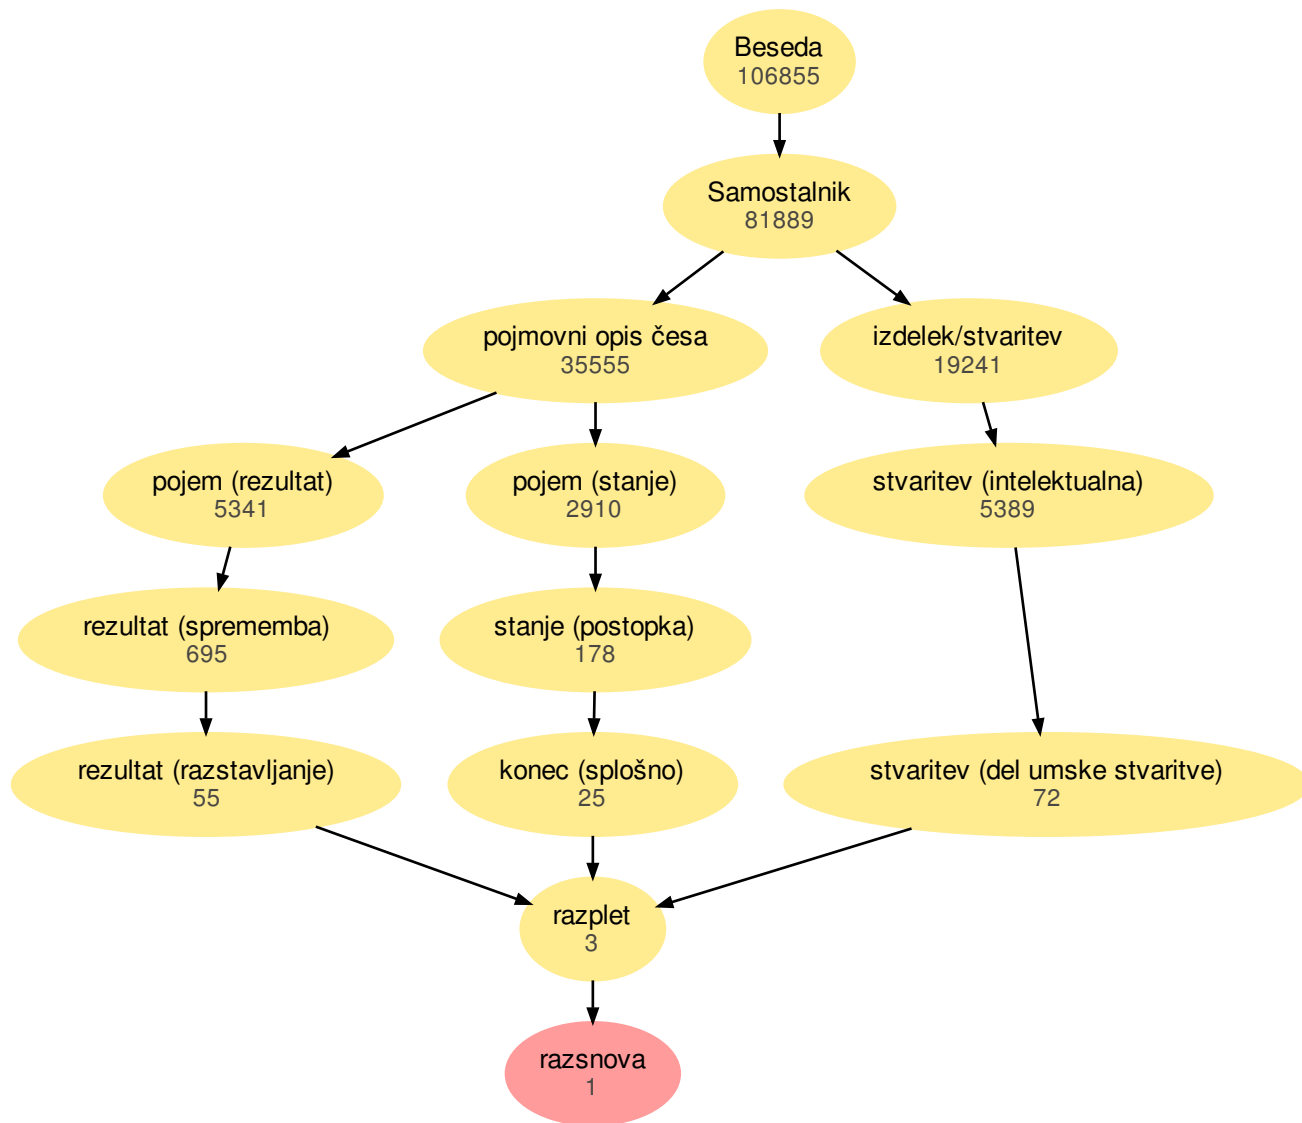 Beseda
106855
Samostalnik
81889
pojmovni opis česa
35555
izdelek/stvaritev
19241
pojem (rezultat)
5341
pojem (stanje)
2910
stvaritev (intelektualna)
5389
rezultat (sprememba)
695
stanje (postopka)
178
rezultat (razstavljanje)
55
konec (splošno)
25
stvaritev (del umske stvaritve)
72
razplet
3
razsnova
1